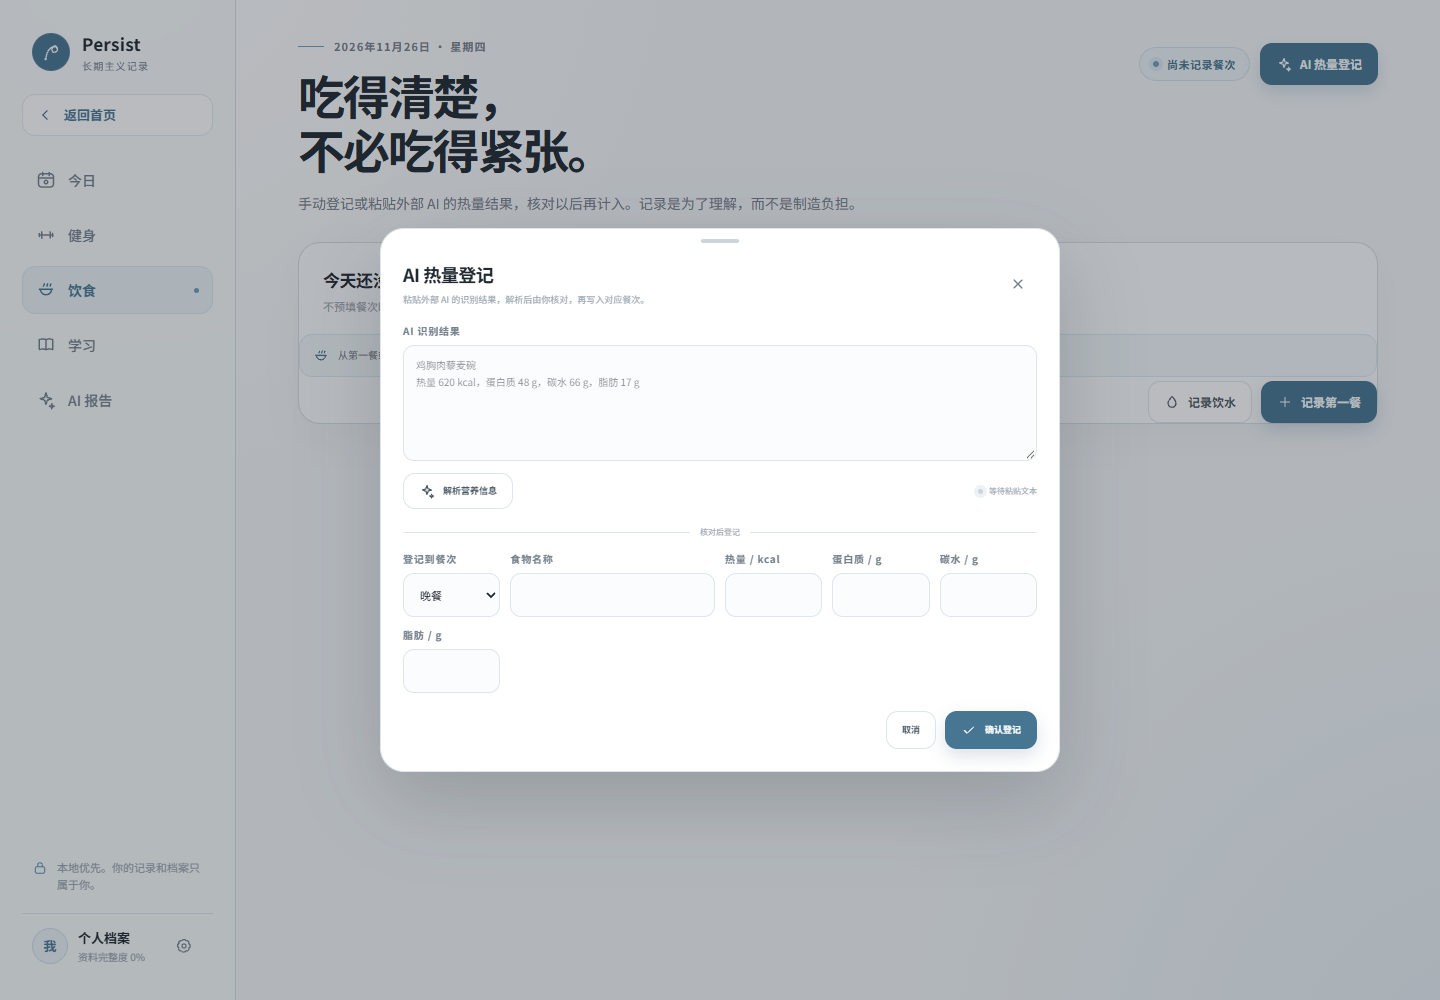 Persist
长期主义记录
返回首页
今日
健身
饮食
学习
AI 报告
本地优先。你的记录和档案只
属于你。
我
个人档案
资料完整度 0%
2026年11月26日 · 星期四
吃得清楚，
不必吃得紧张。
手动登记或粘贴外部 AI 的热量结果，核对以后再计入。记录是为了理解，而不是制造负担。
尚未记录餐次
AI 热量登记
今天还
不预填餐次
从第一餐
记录饮水
记录第一餐
AI 热量登记
粘贴外部 AI 的识别结果，解析后由你核对，再写入对应餐次。
AI 识别结果
鸡胸肉藜麦碗
热量 620 kcal，蛋白质 48 g，碳水 66 g，脂肪 17 g
解析营养信息
等待粘贴文本
核对后登记
登记到餐次
食物名称
热量 / kcal
蛋白质 / g
碳水 / g
晚餐
脂肪 / g
取消
确认登记